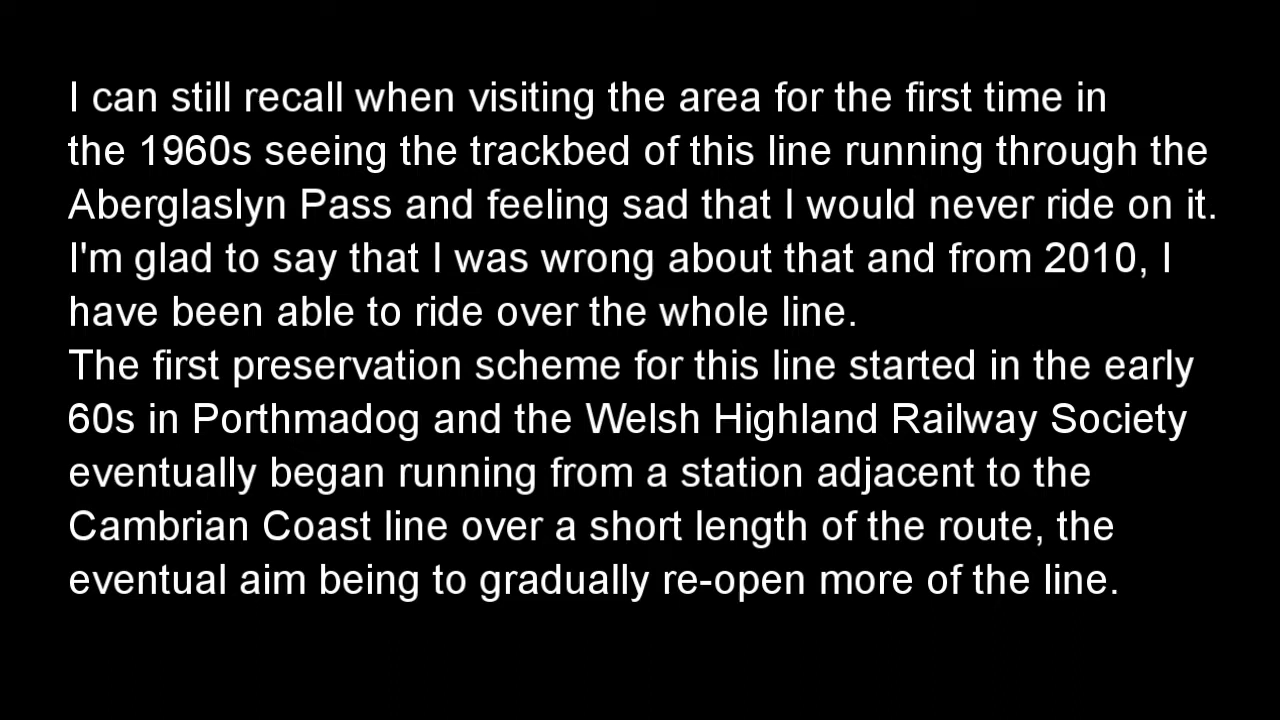 I can still recall when visiting the area for the first time in
the 1960s seeing the trackbed of this line running through the
Aberglaslyn Pass and feeling sad that I would never ride on it.
I'm glad to say that I was wrong about that and from 2010, I
have been able to ride over the whole line.
The first preservation scheme for this line started in the early
60s in Porthmadog and the Welsh Highland Railway Society
eventually began running from a station adjacent to the
Cambrian Coast line over a short length of the route, the
eventual aim being to gradually re-open more of the line.